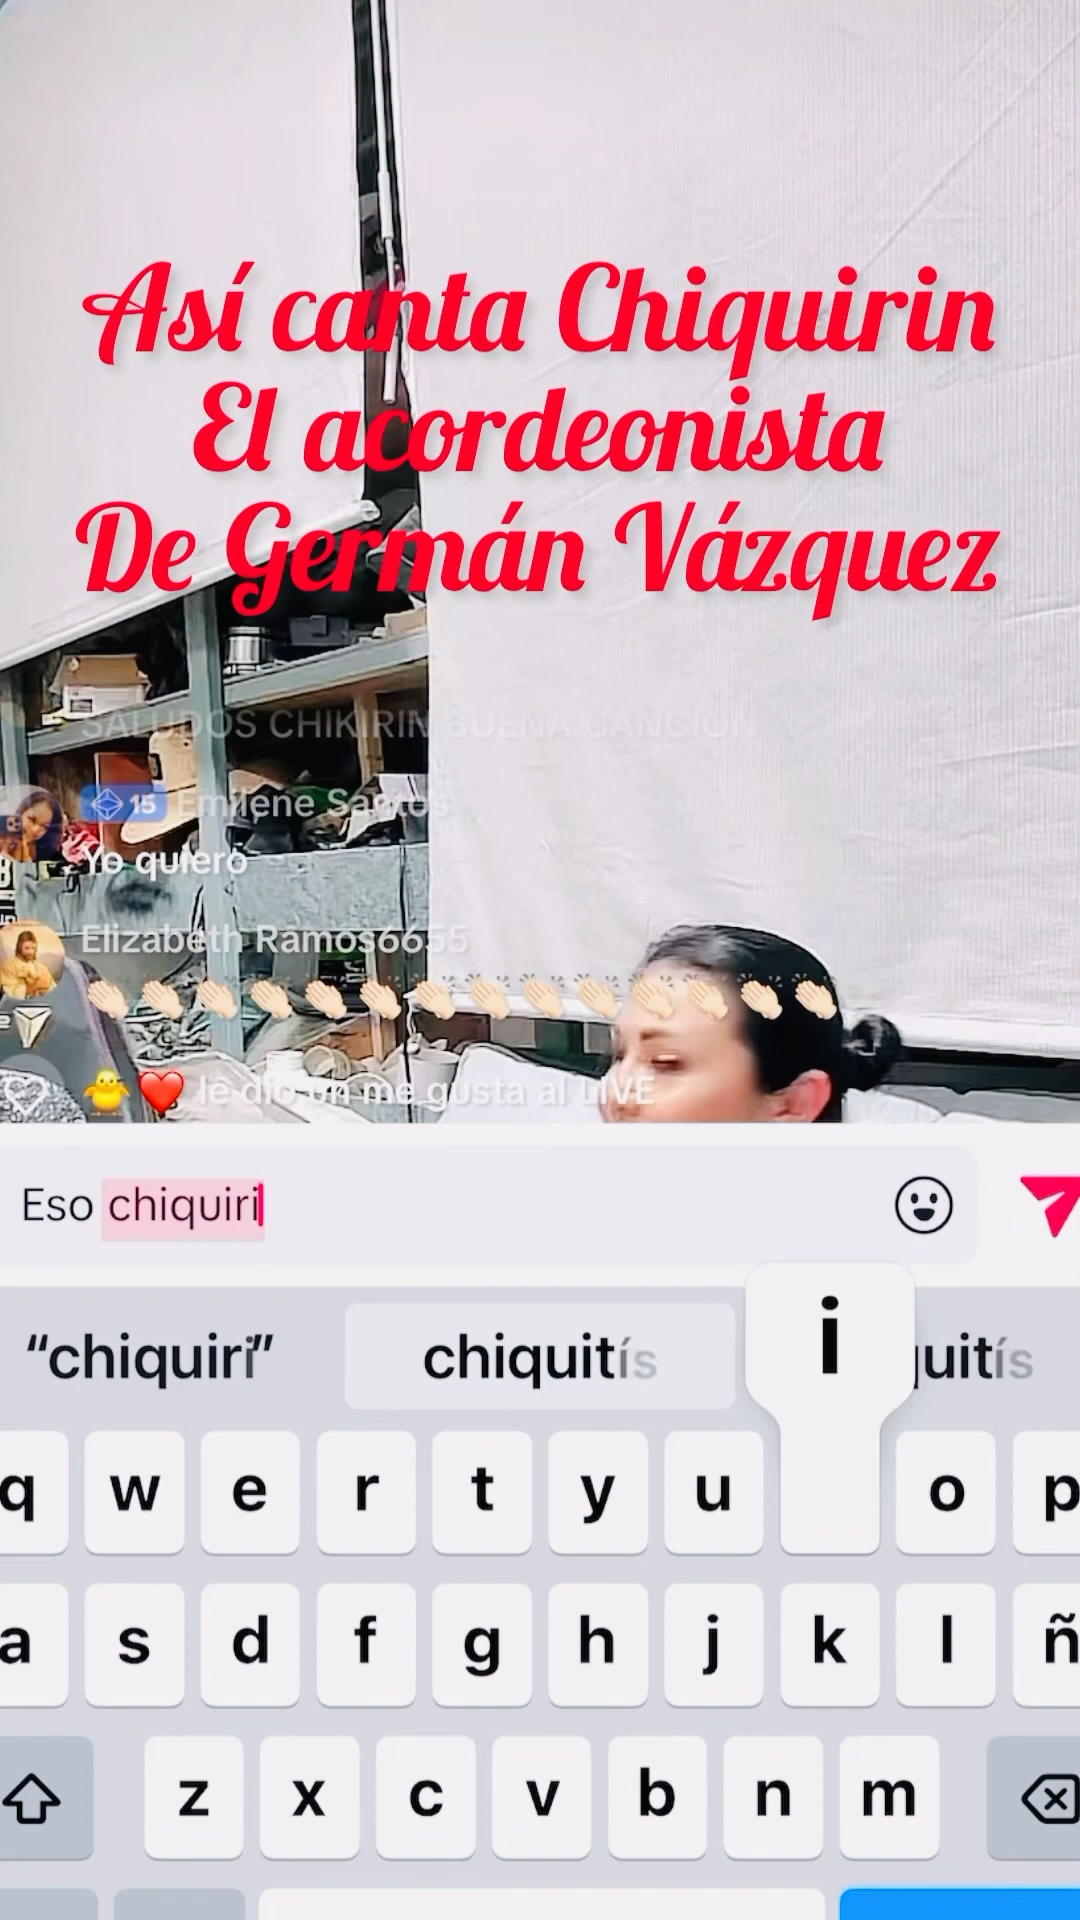 Así canta Chiquirin
El acordeonista
De Germán Vázquez
SALUDOS CHIKIRIN BUENA CANCION
15 Emilene Santos
Yo quiero
Elizabeth Ramos6655
le dio un me gusta al LIVE
Eso chiquiri
“chiquiri” chiquitís quitís
i
q w e r t y u o p
a s d f g h j k l ñ
z x c v b n m